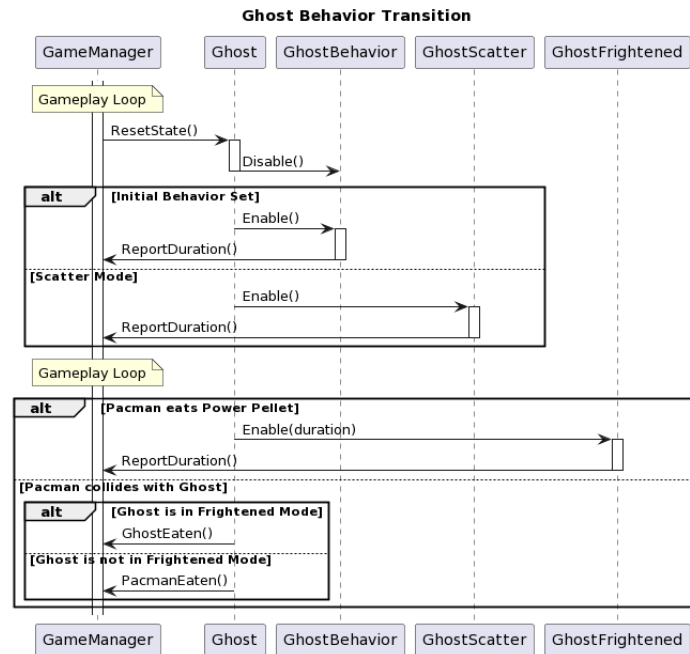 Ghost Behavior Transition
GameManager Ghost GhostBehavior GhostScatter GhostFrightened
Gameplay Loop
ResetState()
Disable()
alt [Initial Behavior Set]
Enable()
ReportDuration()
[Scatter Mode]
Enable()
ReportDuration()
Gameplay Loop
alt [Pacman eats Power Pellet]
Enable(duration)
ReportDuration()
[Pacman collides with Ghost]
alt [Ghost is in Frightened Mode]
GhostEaten()
[Ghost is not in Frightened Mode]
PacmanEaten()
GameManager Ghost GhostBehavior GhostScatter GhostFrightened